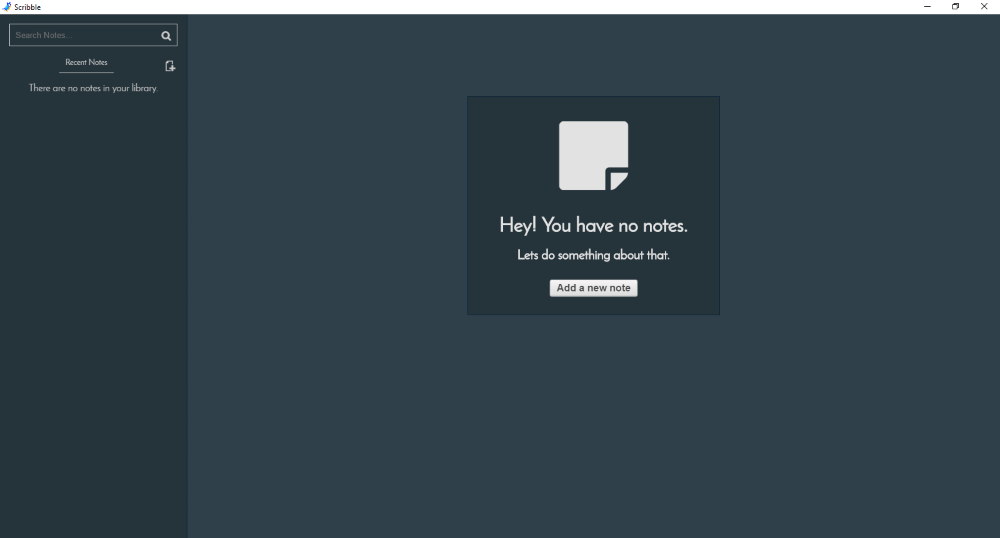 Scribble
Search Notes...
Recent Notes
There are no notes in your library.
Hey! You have no notes.
Lets do something about that.
Add a new note